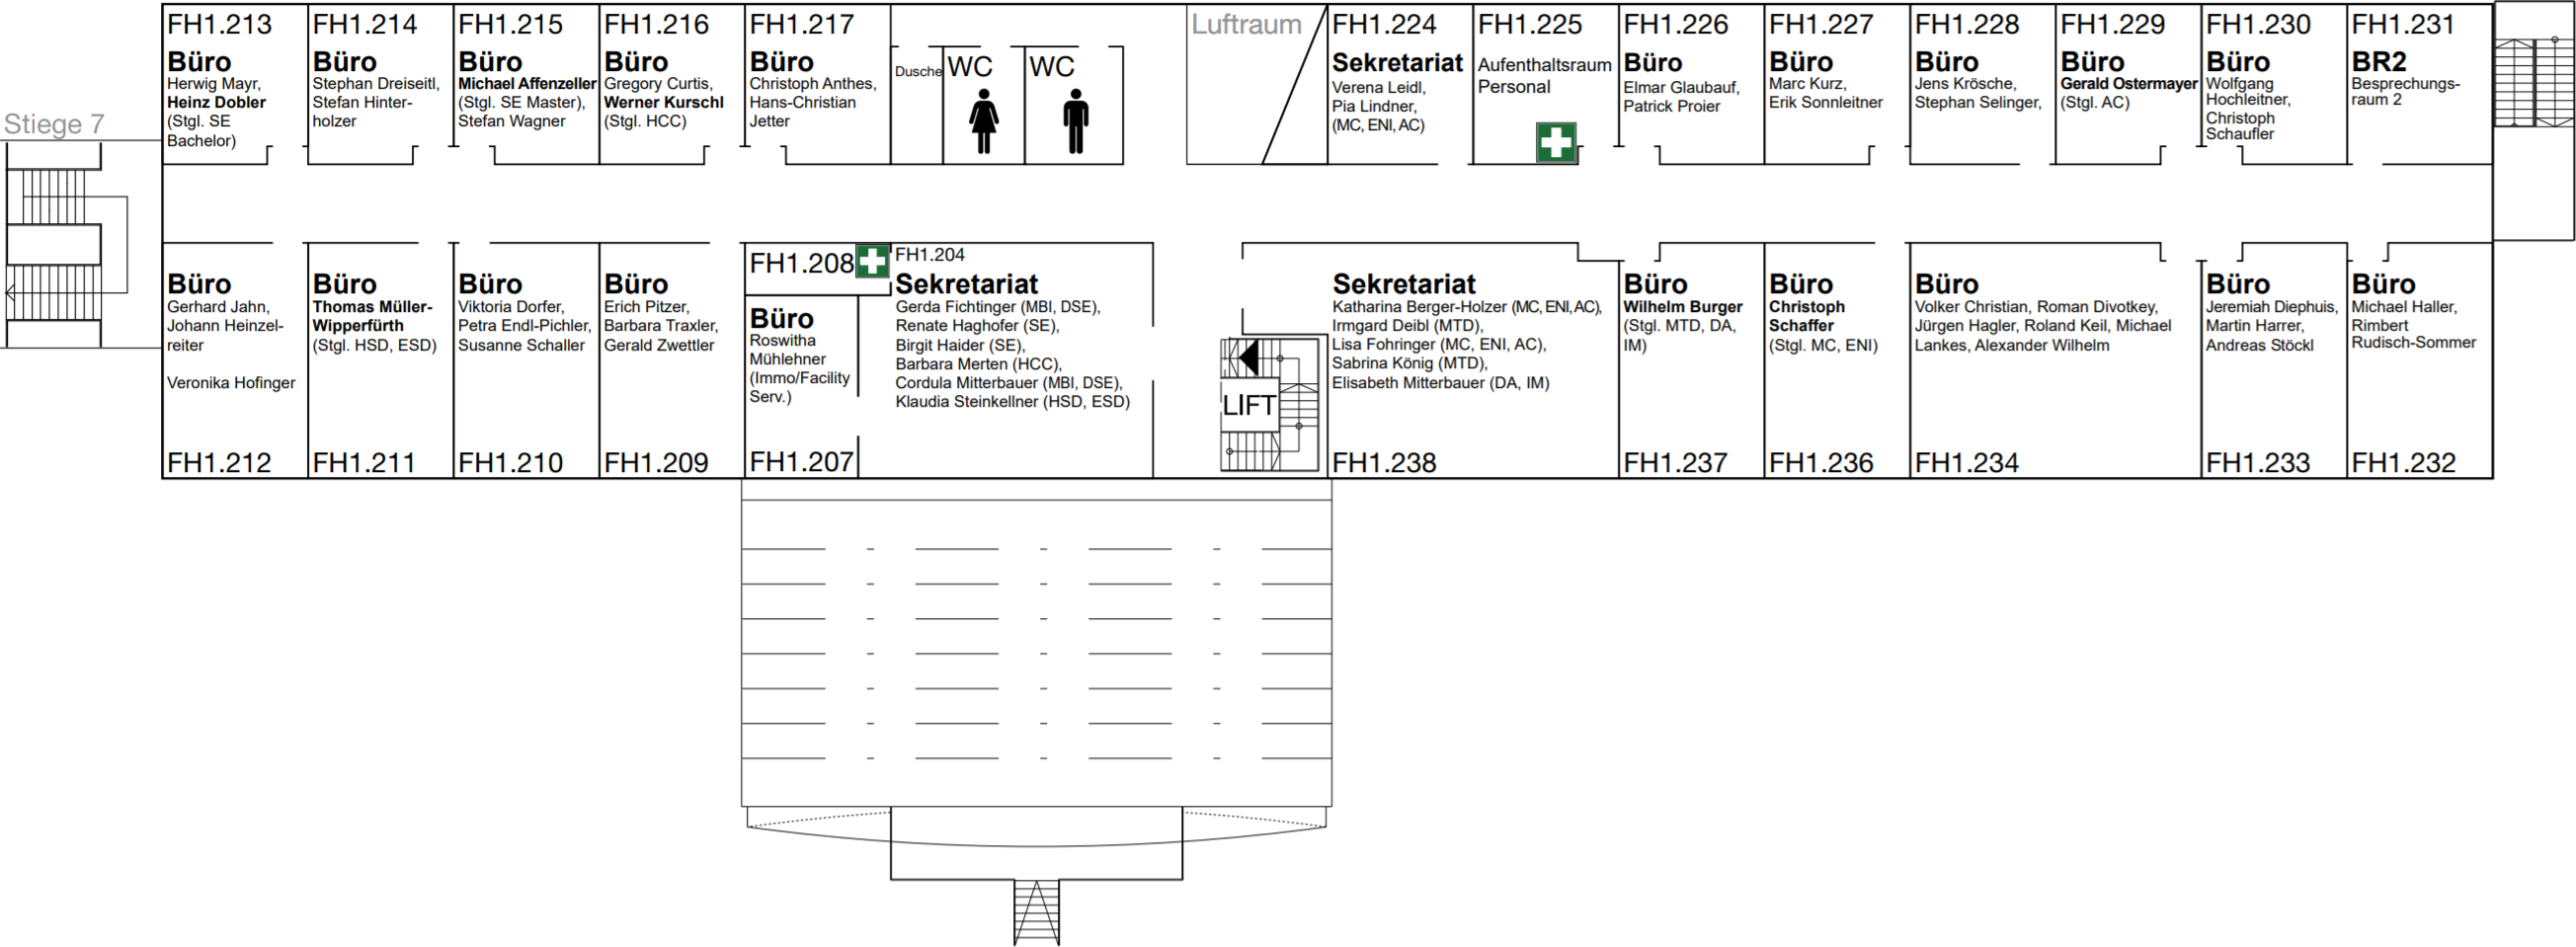 Stiege 7
FH1.213
Büro
Herwig Mayr,
Heinz Dobler
(Stgl. SE
Bachelor)
FH1.214
Büro
Stephan Dreiseitl,
Stefan Hinter-
holzer
FH1.215
Büro
Michael Affenzeller
(Stgl. SE Master),
Stefan Wagner
FH1.216
Büro
Gregory Curtis,
Werner Kurschl
(Stgl. HCC)
FH1.217
Büro
Christoph Anthes,
Hans-Christian
Jetter
Dusche
WC
WC
Luftraum
FH1.224
Sekretariat
Verena Leidl,
Pia Lindner,
(MC, ENI, AC)
FH1.225
Aufenthaltsraum
Personal
FH1.226
Büro
Elmar Glaubauf,
Patrick Proier
FH1.227
Büro
Marc Kurz,
Erik Sonnleitner
FH1.228
Büro
Jens Krösche,
Stephan Selinger,
FH1.229
Büro
Gerald Ostermayer
(Stgl. AC)
FH1.230
Büro
Wolfgang
Hochleitner,
Christoph
Schaufler
FH1.231
BR2
Besprechungs-
raum 2
Büro
Gerhard Jahn,
Johann Heinzel-
reiter
Veronika Hofinger
FH1.212
Büro
Thomas Müller-
Wipperfürth
(Stgl. HSD, ESD)
FH1.211
Büro
Viktoria Dorfer,
Petra Endl-Pichler,
Susanne Schaller
FH1.210
Büro
Erich Pitzer,
Barbara Traxler,
Gerald Zwettler
FH1.209
FH1.208
Büro
Roswitha
Mühlehner
(Immo/Facility
Serv.)
FH1.207
FH1.204
Sekretariat
Gerda Fichtinger (MBI, DSE),
Renate Haghofer (SE),
Birgit Haider (SE),
Barbara Merten (HCC),
Cordula Mitterbauer (MBI, DSE),
Klaudia Steinkellner (HSD, ESD)
LIFT
Sekretariat
Katharina Berger-Holzer (MC, ENI, AC),
Irmgard Deibl (MTD),
Lisa Fohringer (MC, ENI, AC),
Sabrina König (MTD),
Elisabeth Mitterbauer (DA, IM)
FH1.238
Büro
Wilhelm Burger
(Stgl. MTD, DA,
IM)
FH1.237
Büro
Christoph
Schaffer
(Stgl. MC, ENI)
FH1.236
Büro
Volker Christian, Roman Divotkey,
Jürgen Hagler, Roland Keil, Michael
Lankes, Alexander Wilhelm
FH1.234
Büro
Jeremiah Diephuis,
Martin Harrer,
Andreas Stöckl
FH1.233
Büro
Michael Haller,
Rimbert
Rudisch-Sommer
FH1.232